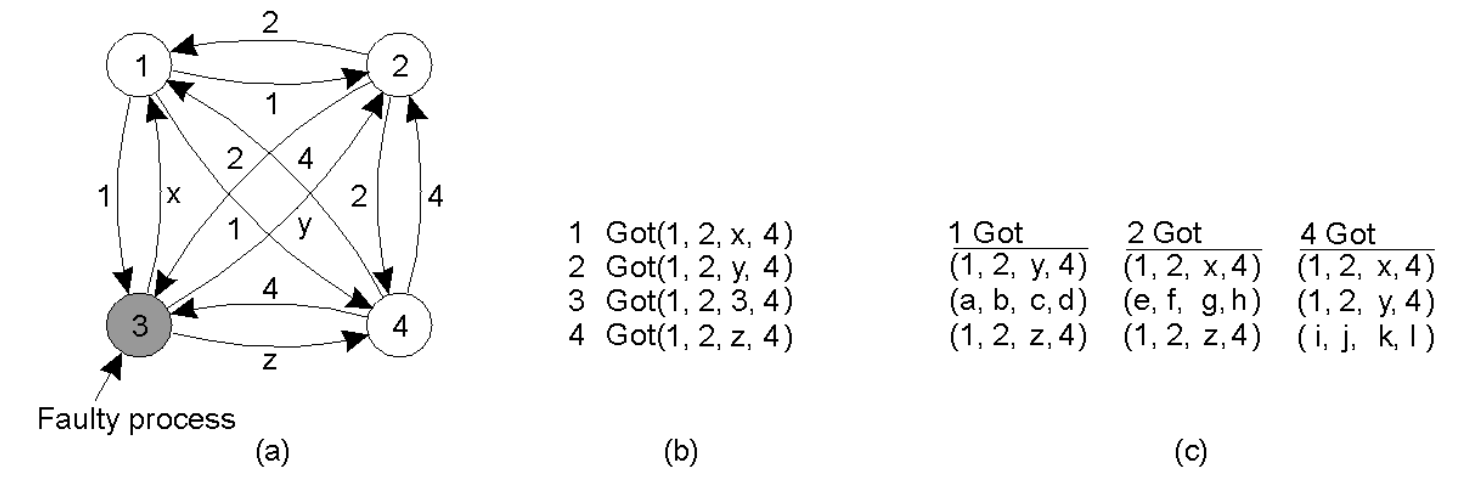 2
1
2
1
2
4
1
x
2
4
1
y
4
3
4
z
Faulty process
(a)
1 Got(1, 2, x, 4)
2 Got(1, 2, y, 4)
3 Got(1, 2, 3, 4)
4 Got(1, 2, z, 4)
(b)
1 Got 2 Got 4 Got
(1, 2, y, 4) (1, 2, x, 4) (1, 2, x, 4)
(a, b, c, d) (e, f, g, h) (1, 2, y, 4)
(1, 2, z, 4) (1, 2, z, 4) (i, j, k, l)
(c)